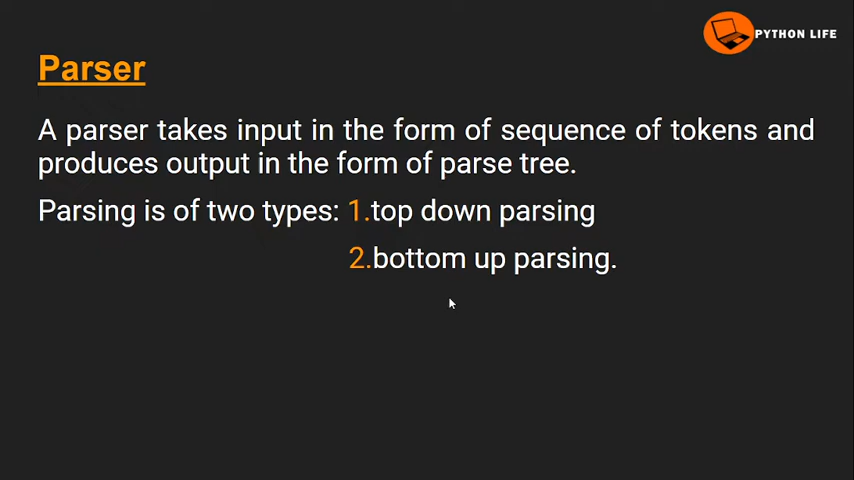 PYTHON LIFE
Parser
A parser takes input in the form of sequence of tokens and
produces output in the form of parse tree.
Parsing is of two types: 1.top down parsing
2.bottom up parsing.